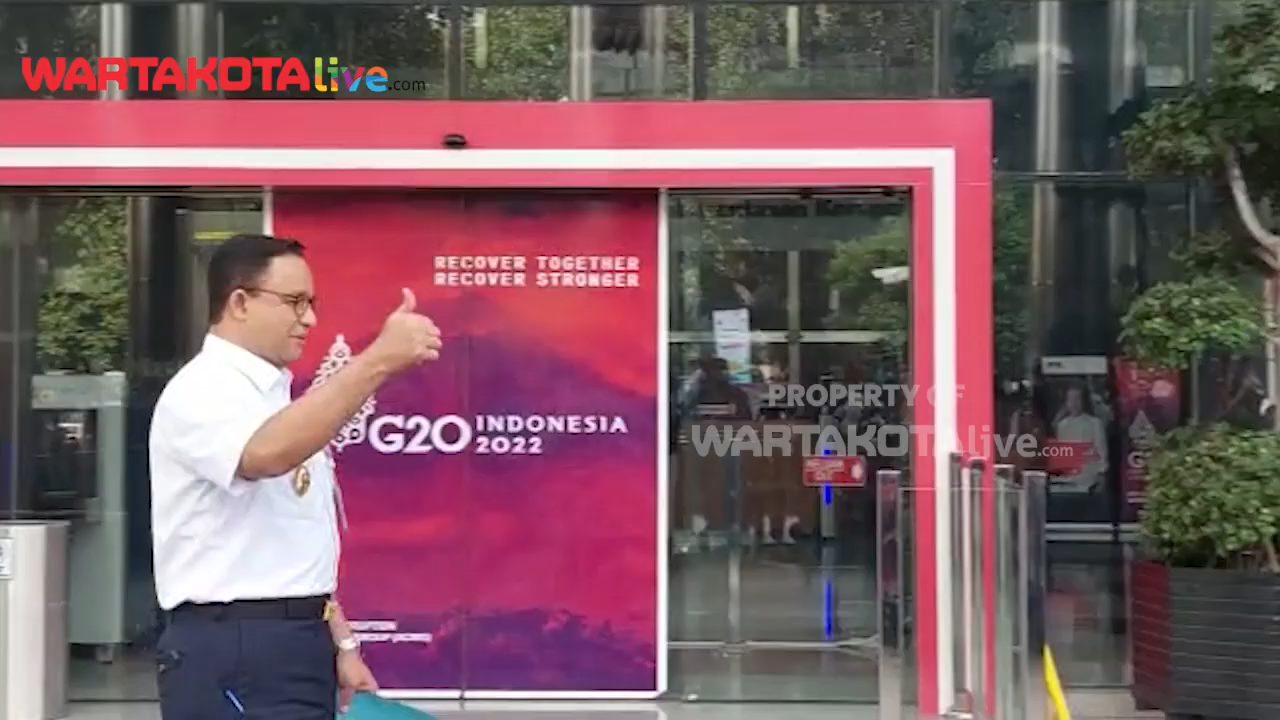 WARTAKOTAlive.com
RECOVER TOGETHER
RECOVER STRONGER
G20 INDONESIA
2022
PROPERTY OF
WARTAKOTAlive.com